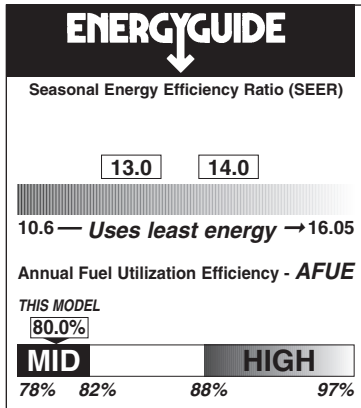 ENERGYGUIDE
Seasonal Energy Efficiency Ratio (SEER)
13.0 14.0
10.6 — Uses least energy → 16.05
Annual Fuel Utilization Efficiency - AFUE
THIS MODEL
80.0%
MID HIGH
78% 82% 88% 97%